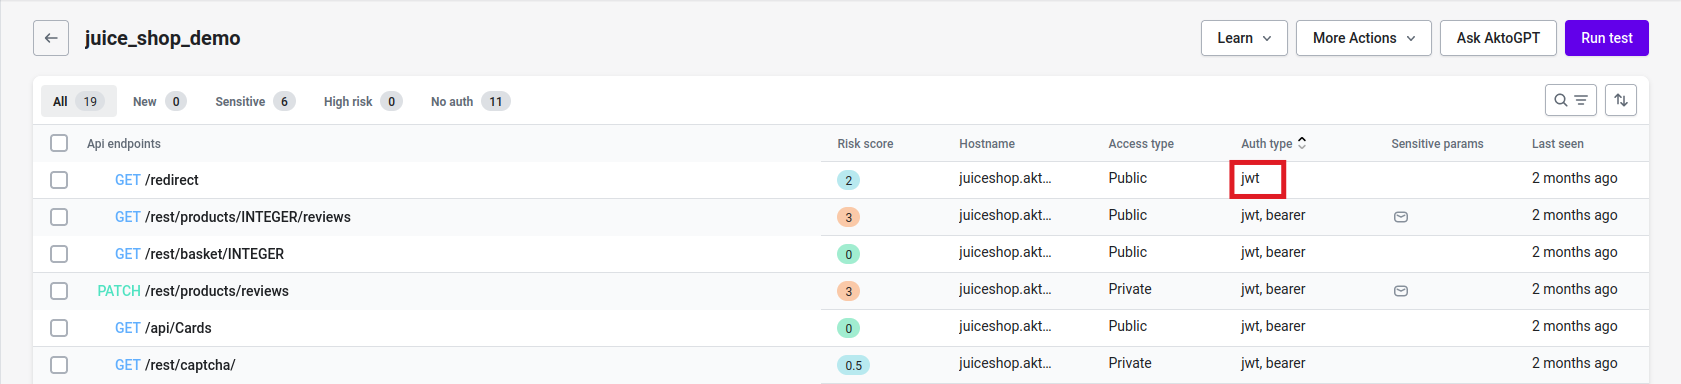 juice_shop_demo Learn More Actions Ask AktoGPT Run test
All 19 New 0 Sensitive 6 High risk 0 No auth 11
Api endpoints Risk score Hostname Access type Auth type Sensitive params Last seen
GET /redirect 2 juiceshop.akt... Public jwt 2 months ago
GET /rest/products/INTEGER/reviews 3 juiceshop.akt... Public jwt, bearer 2 months ago
GET /rest/basket/INTEGER 0 juiceshop.akt... Public jwt, bearer 2 months ago
PATCH /rest/products/reviews 3 juiceshop.akt... Private jwt, bearer 2 months ago
GET /api/Cards 0 juiceshop.akt... Public jwt, bearer 2 months ago
GET /rest/captcha/ 0.5 juiceshop.akt... Private jwt, bearer 2 months ago